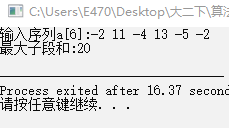 C:\Users\E470\Desktop\大二下\算法
输入序列a[6]:-2 11 -4 13 -5 -2
最大子段和:20
Process exited after 16.37 second
请按任意键继续. . .